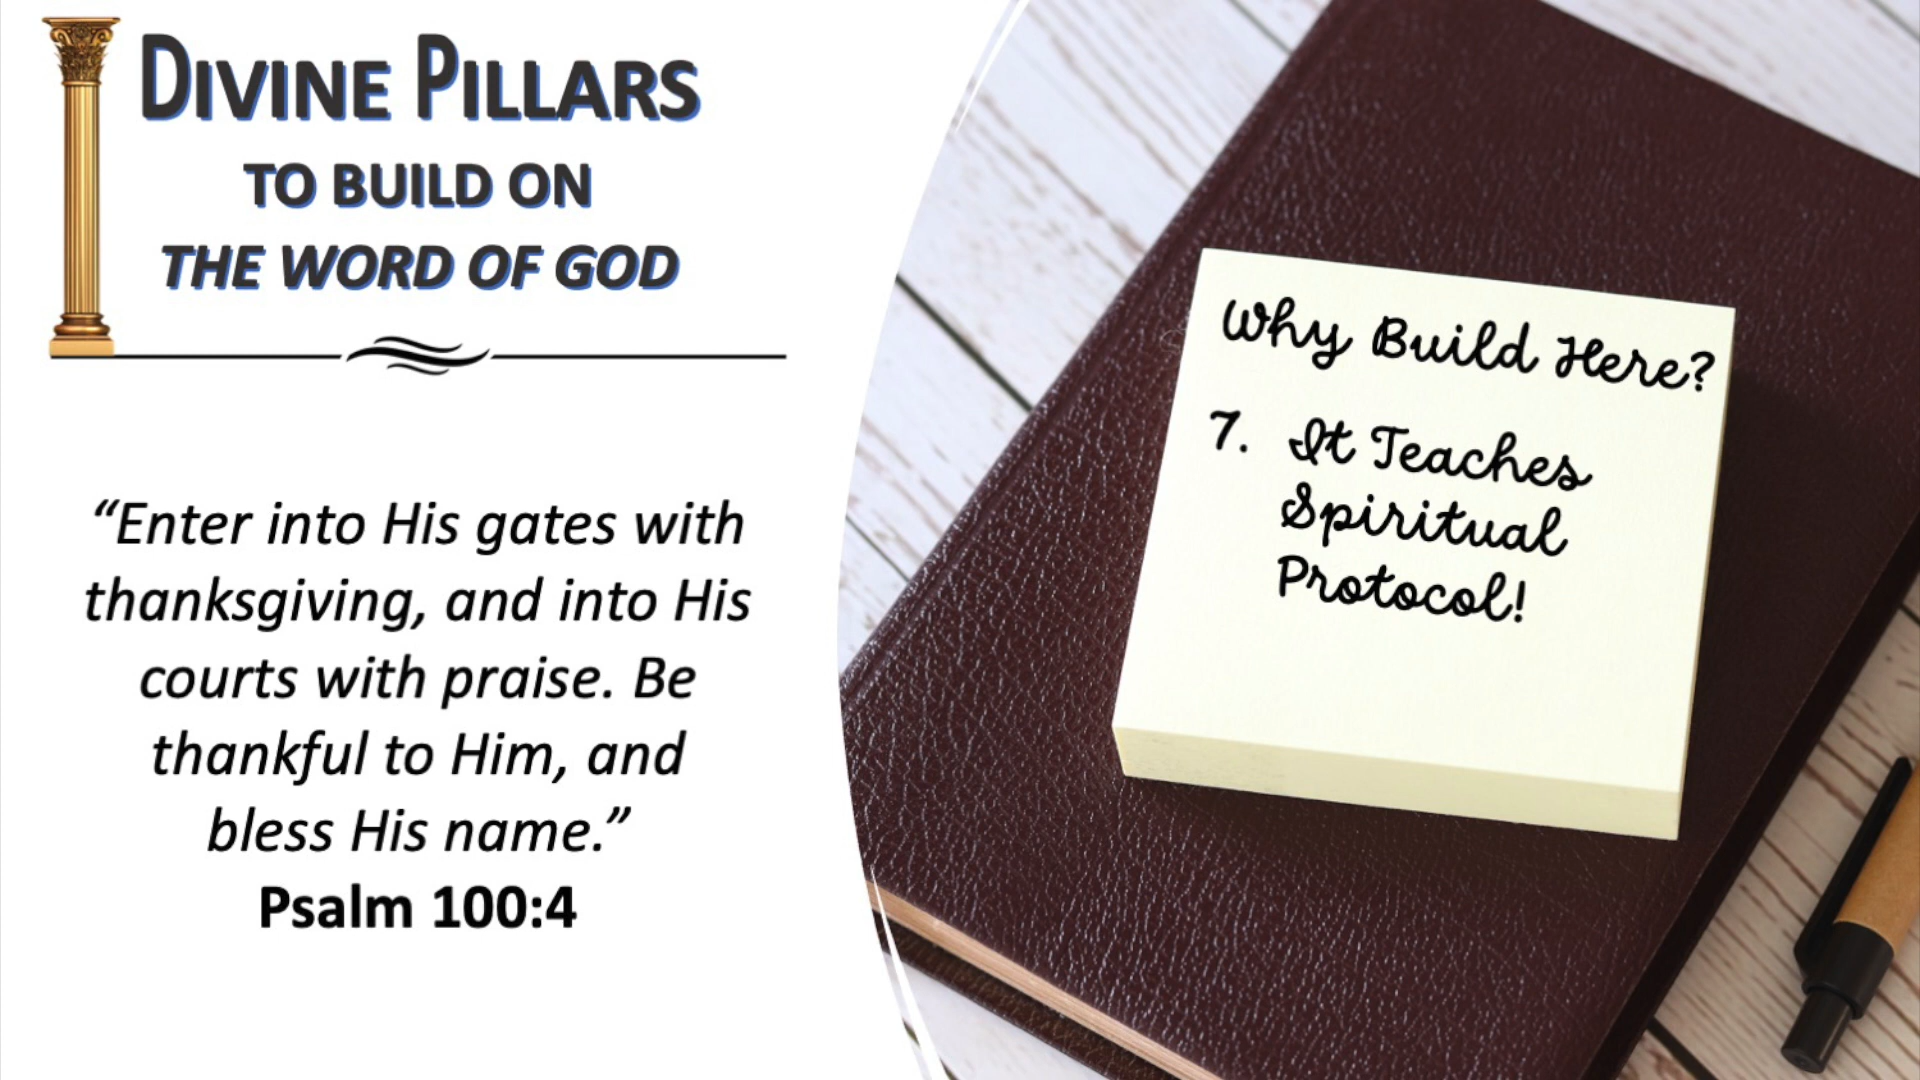 DIVINE PILLARS
TO BUILD ON
THE WORD OF GOD
“Enter into His gates with
thanksgiving, and into His
courts with praise. Be
thankful to Him, and
bless His name.”
Psalm 100:4
Why Build Here?
7. It Teaches
Spiritual
Protocol!